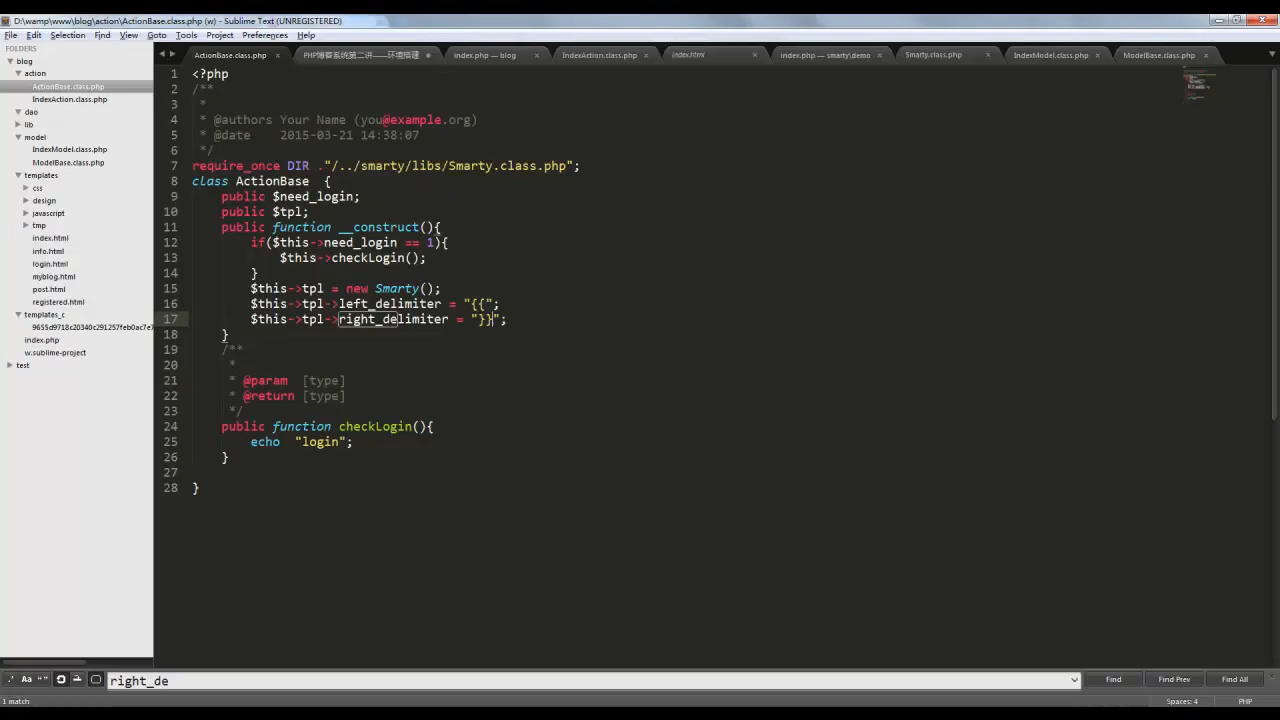 D:\wamp\www\blog\action\ActionBase.class.php (w) - Sublime Text (UNREGISTERED)
File Edit Selection Find View Goto Tools Project Preferences Help
FOLDERS
blog
action
ActionBase.class.php
IndexAction.class.php
dao
lib
model
IndexModel.class.php
ModelBase.class.php
templates
css
design
javascript
tmp
index.html
info.html
login.html
myblog.html
post.html
registered.html
templates_c
9655d9718c20340c291257feb0ac7e7
index.php
w.sublime-project
test
ActionBase.class.php
PHP博客系统第二讲——环境搭建
index.php — blog
IndexAction.class.php
index.html
index.php — smarty\demo
Smarty.class.php
IndexModel.class.php
ModelBase.class.php
1 <?php
2 /**
3 *
4 * @authors Your Name (you@example.org)
5 * @date    2015-03-21 14:38:07
6 */
7 require_once DIR ."/../smarty/libs/Smarty.class.php";
8 class ActionBase  {
9 public $need_login;
10 public $tpl;
11 public function __construct(){
12 if($this->need_login == 1){
13 $this->checkLogin();
14 }
15 $this->tpl = new Smarty();
16 $this->tpl->left_delimiter = "{{";
17 $this->tpl->right_delimiter = "}}";
18 }
19 /**
20 *
21 * @param  [type]
22 * @return [type]
23 */
24 public function checkLogin(){
25 echo  "login";
26 }
27
28 }
.* Aa "" right_de Find Find Prev Find All
1 match Spaces: 4 PHP